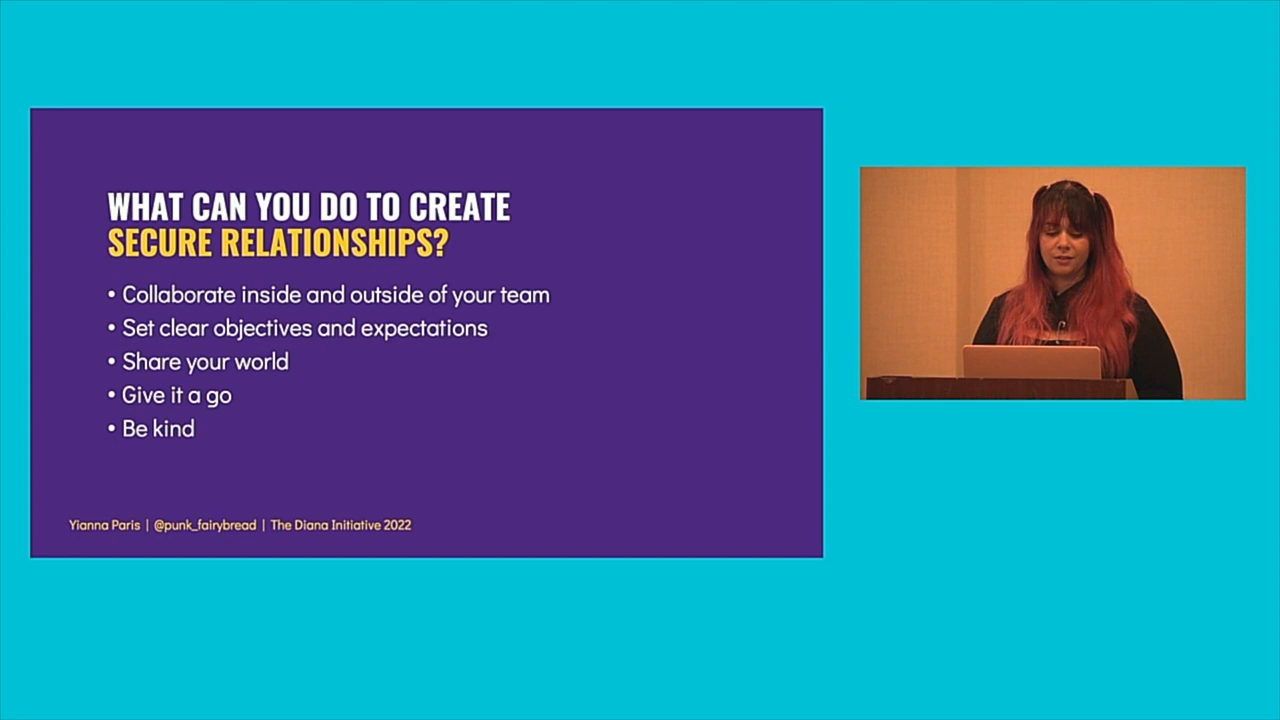 WHAT CAN YOU DO TO CREATE
SECURE RELATIONSHIPS?
• Collaborate inside and outside of your team
• Set clear objectives and expectations
• Share your world
• Give it a go
• Be kind
Yianna Paris | @punk_fairybread | The Diana Initiative 2022